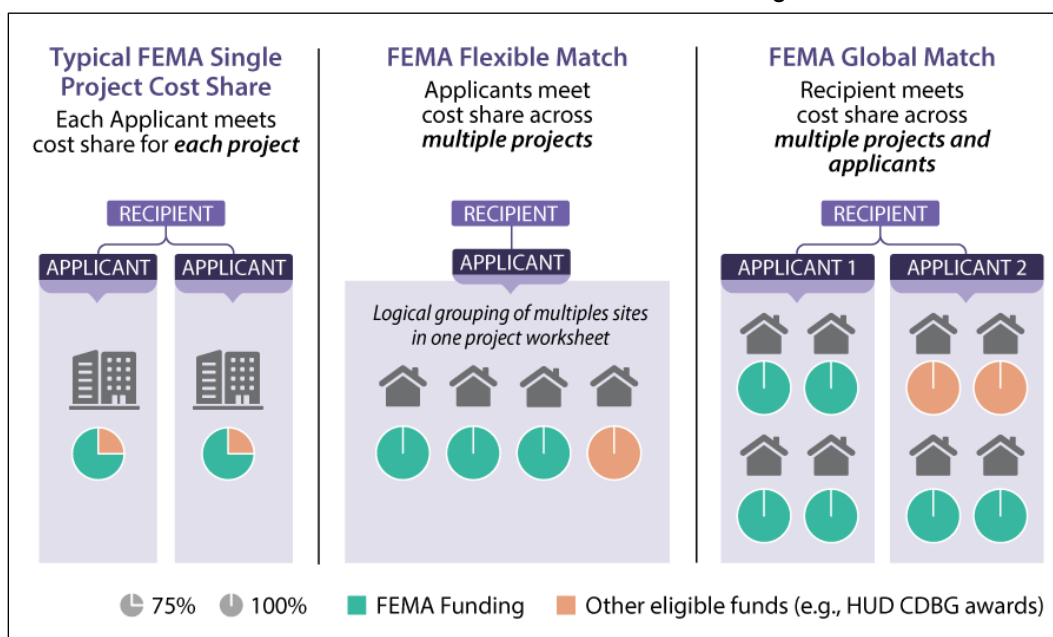 Typical FEMA Single
Project Cost Share
Each Applicant meets
cost share for each project
RECIPIENT
APPLICANT
APPLICANT
FEMA Flexible Match
Applicants meet
cost share across
multiple projects
RECIPIENT
APPLICANT
Logical grouping of multiples sites
in one project worksheet
FEMA Global Match
Recipient meets
cost share across
multiple projects and
applicants
RECIPIENT
APPLICANT 1
APPLICANT 2
75%
100%
FEMA Funding
Other eligible funds (e.g., HUD CDBG awards)